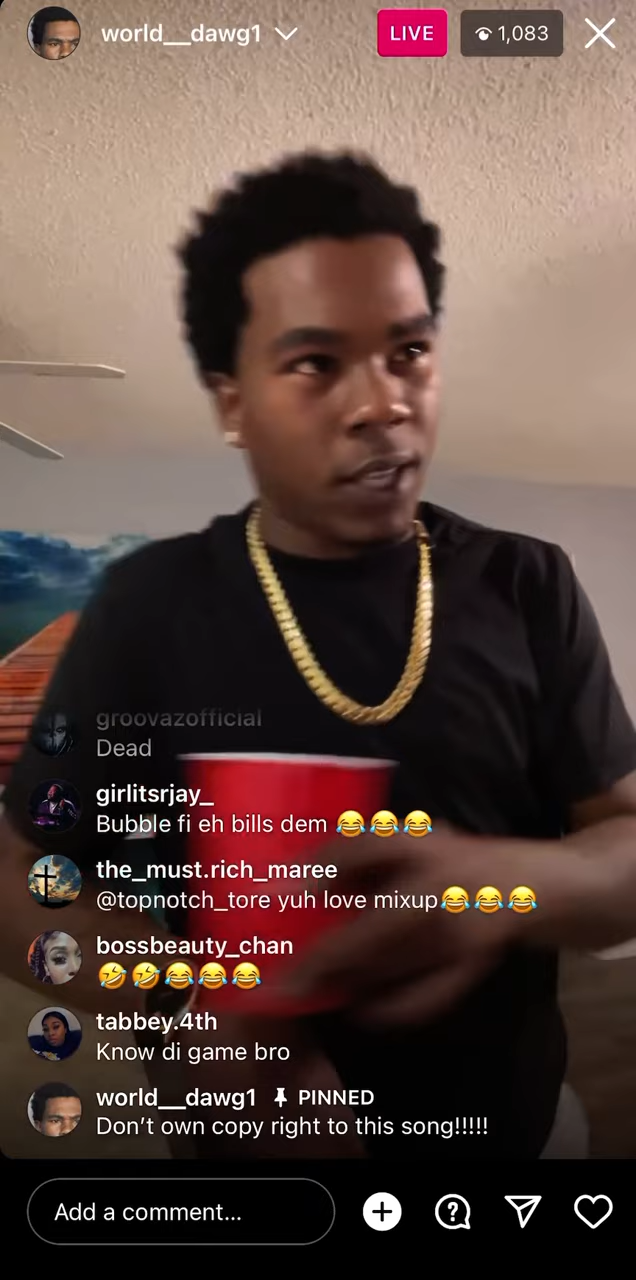 world__dawg1
LIVE
1,083
groovazofficial
Dead
girlitsrjay_
Bubble fi eh bills dem 😂😂😂
the_must.rich_maree
@topnotch_tore yuh love mixup😂😂😂
bossbeauty_chan
🤣🤣😂😂😂
tabbey.4th
Know di game bro
world__dawg1 PINNED
Don’t own copy right to this song!!!!!
Add a comment...